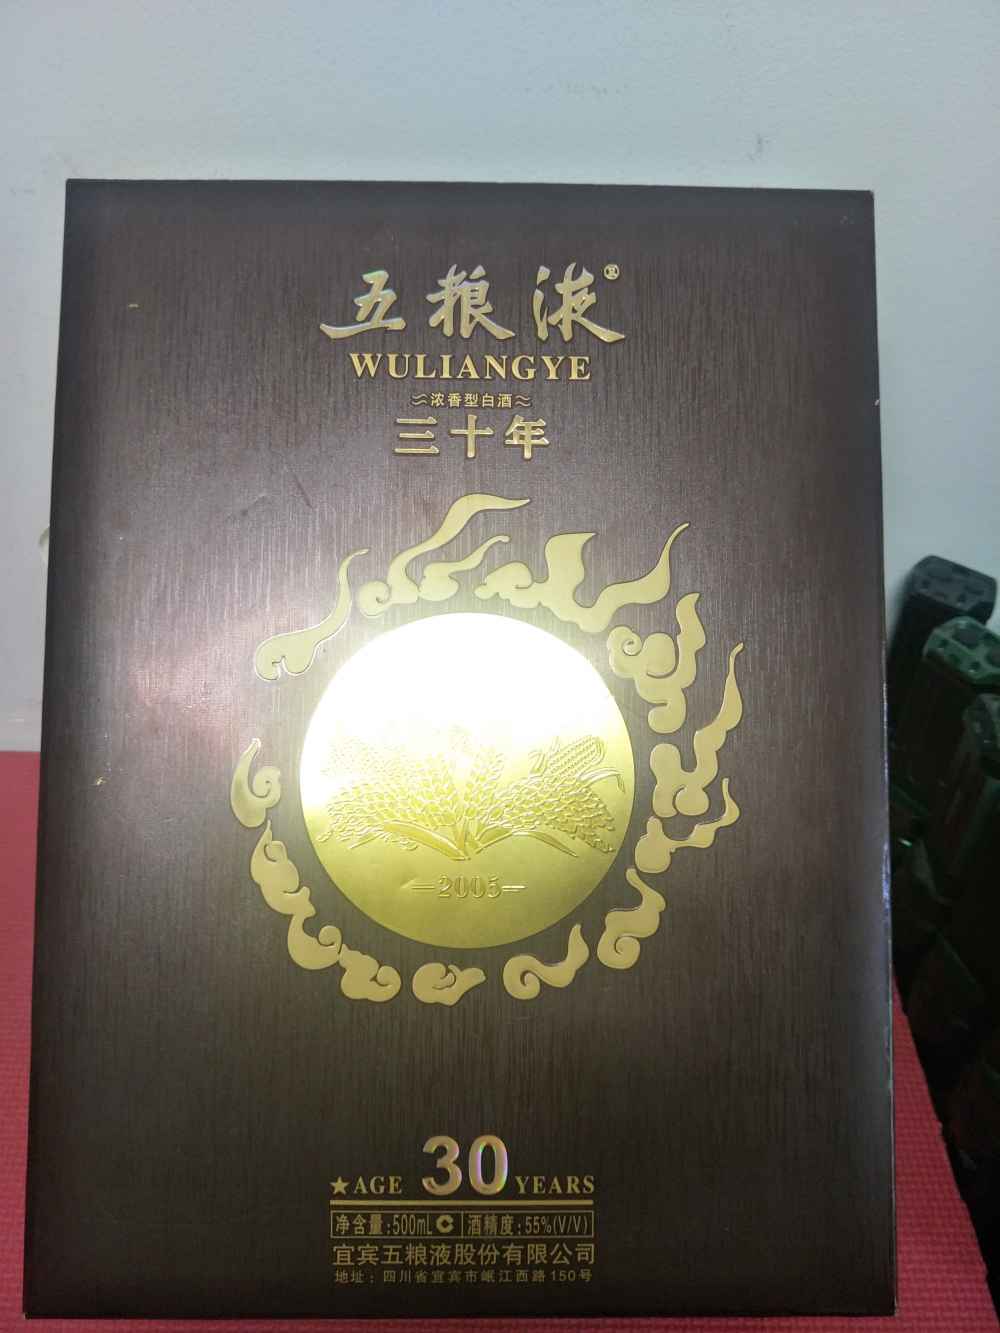 五粮液
WULIANGYE
浓香型白酒
三十年
—2005—
★AGE 30 YEARS
净含量:500mL C 酒精度:55%(V/V)
宜宾五粮液股份有限公司
地址:四川省宜宾市岷江西路150号